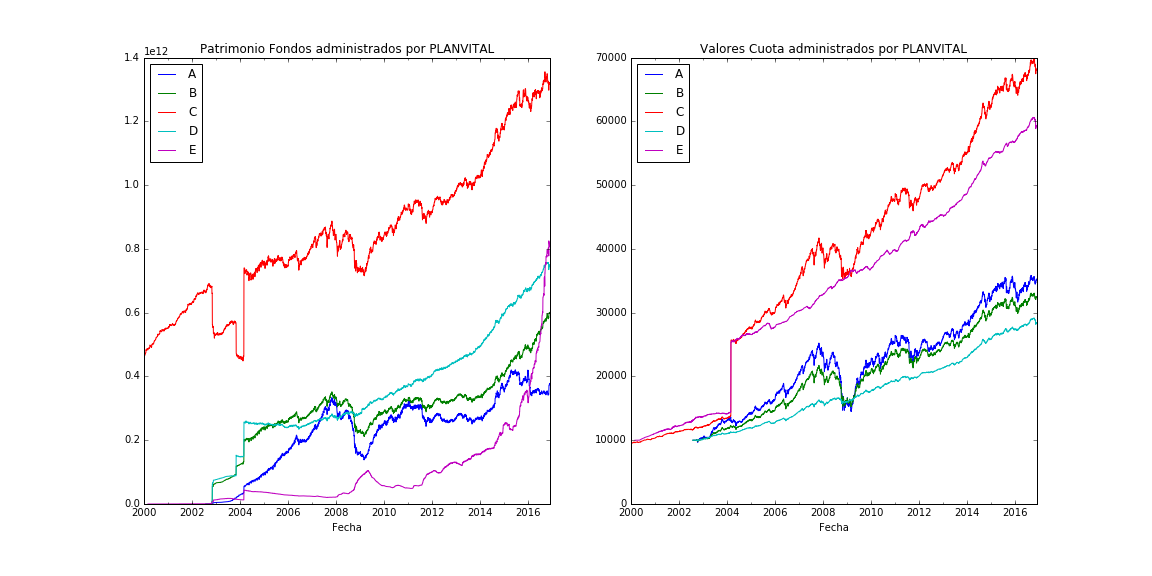 Patrimonio Fondos administrados por PLANVITAL
1e12
1.4
1.2
1.0
0.8
0.6
0.4
0.2
0.0
A
B
C
D
E
2000 2002 2004 2006 2008 2010 2012 2014 2016
Fecha
Valores Cuota administrados por PLANVITAL
70000
60000
50000
40000
30000
20000
10000
0
A
B
C
D
E
2000 2002 2004 2006 2008 2010 2012 2014 2016
Fecha